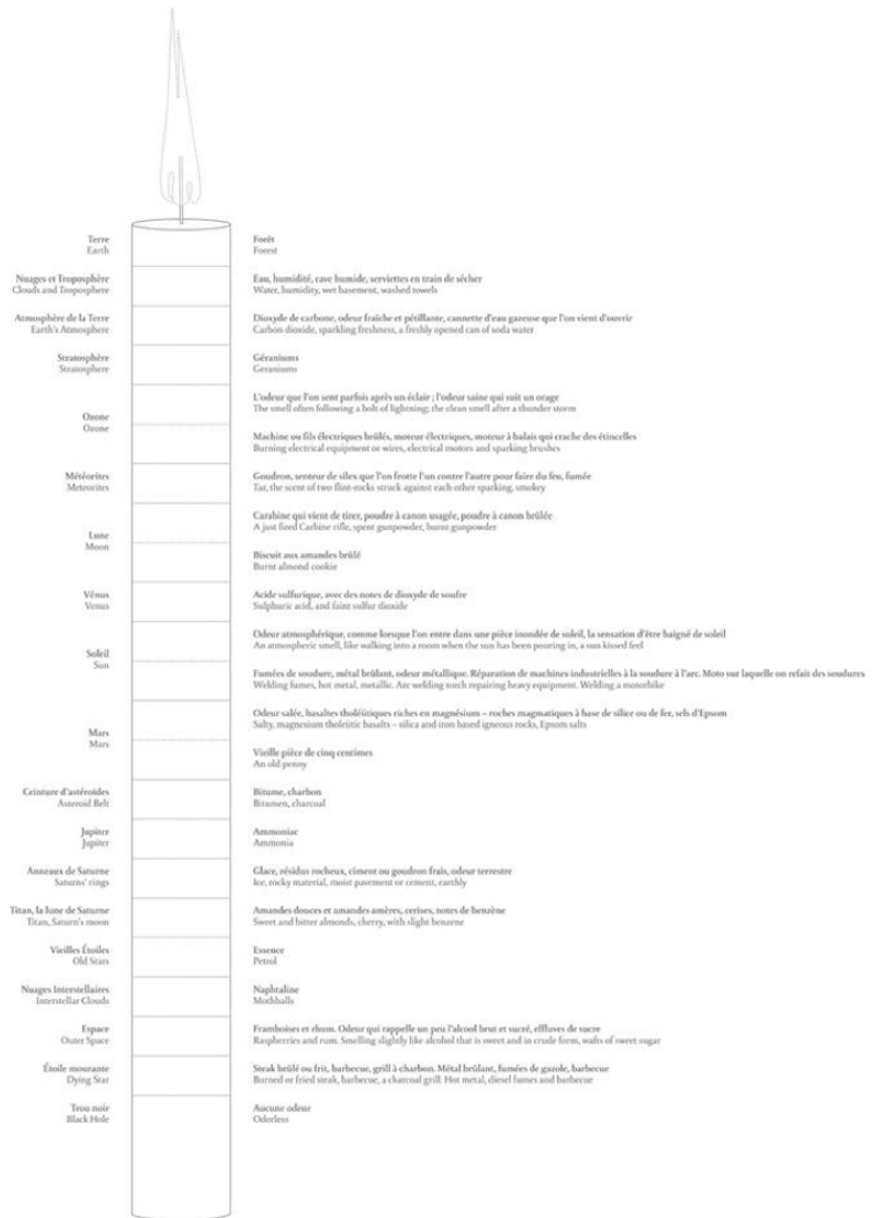 Terre
Earth
Forêt
Forest
Nuages et Troposphère
Clouds and Troposphere
Eau, humidité, cave humide, serviettes en train de sécher
Water, humidity, wet basement, washed towels
Atmosphère de la Terre
Earth's Atmosphere
Dioxyde de carbone, odeur fraîche et pétillante, cannette d'eau gazeuse que l'on vient d'ouvrir
Carbon dioxide, sparkling freshness, a freshly opened can of soda water
Stratosphère
Stratosphere
Géraniums
Geraniums
Ozone
Ozone
L'odeur que l'on sent parfois après un éclair ; l'odeur saine qui suit un orage
The smell often following a bolt of lightning; the clean smell after a thunder storm
Machine ou fils électriques brûlés, moteur électriques, moteur à balais qui crache des étincelles
Burning electrical equipment or wires, electrical motors and sparking brushes
Météorites
Meteorites
Goudron, senteur de silex que l'on frotte l'un contre l'autre pour faire du feu, fumée
Tar, the scent of two flint-rocks struck against each other sparking, smokey
Lune
Moon
Carabine qui vient de tirer, poudre à canon usagée, poudre à canon brûlée
A just fired Carbine rifle, spent gunpowder, burnt gunpowder
Biscuit aux amandes brûlé
Burnt almond cookie
Vénus
Venus
Acide sulfurique, avec des notes de dioxyde de soufre
Sulphuric acid, and faint sulfur dioxide
Soleil
Sun
Odeur atmosphérique, comme lorsque l'on entre dans une pièce inondée de soleil, la sensation d'être baigné de soleil
An atmospheric smell, like walking into a room when the sun has been pouring in, a sun kissed feel
Fumées de soudure, métal brûlant, odeur métallique. Réparation de machines industrielles à la soudure à l'arc. Moto sur laquelle on refait des soudures
Welding fumes, hot metal, metallic. Arc welding torch repairing heavy equipment. Welding a motorbike
Mars
Mars
Odeur salée, basaltes tholéiitiques riches en magnésium – roches magmatiques à base de silice ou de fer, sels d'Epsom
Salty, magnesium tholeiitic basalts – silica and iron based igneous rocks, Epsom salts
Vieille pièce de cinq centimes
An old penny
Ceinture d'astéroïdes
Asteroid Belt
Bitume, charbon
Bitumen, charcoal
Jupiter
Jupiter
Ammoniac
Ammonia
Anneaux de Saturne
Saturns' rings
Glace, résidus rocheux, ciment ou goudron frais, odeur terrestre
Ice, rocky material, moist pavement or cement, earthly
Titan, la lune de Saturne
Titan, Saturn's moon
Amandes douces et amandes amères, cerises, notes de benzène
Sweet and bitter almonds, cherry, with slight benzene
Vieilles Étoiles
Old Stars
Essence
Petrol
Nuages Interstellaires
Interstellar Clouds
Naphtaline
Mothballs
Espace
Outer Space
Framboises et rhum. Odeur qui rappelle un peu l'alcool brut et sucré, effluves de sucre
Raspberries and rum. Smelling slightly like alcohol that is sweet and in crude form, wafts of sweet sugar
Étoile mourante
Dying Star
Steak brûlé ou frit, barbecue, grill à charbon. Métal brûlant, fumées de gazole, barbecue
Burned or fried steak, barbecue, a charcoal grill. Hot metal, diesel fumes and barbecue
Trou noir
Black Hole
Aucune odeur
Odorless